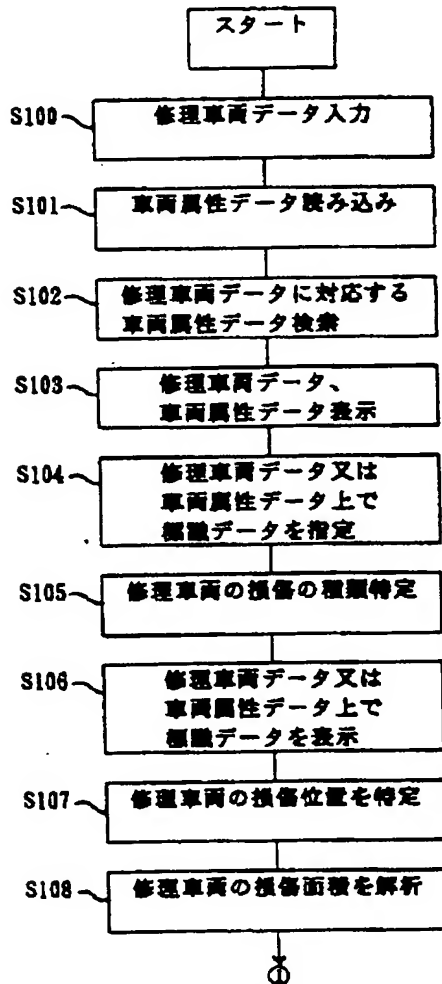 スタート
S100
修理車両データ入力
S101
車両属性データ読み込み
S102
修理車両データに対応する
車両属性データ検索
S103
修理車両データ、
車両属性データ表示
S104
修理車両データ又は
車両属性データ上で
標識データを指定
S105
修理車両の損傷の種類特定
S106
修理車両データ又は
車両属性データ上で
標識データを表示
S107
修理車両の損傷位置を特定
S108
修理車両の損傷面積を解析
①